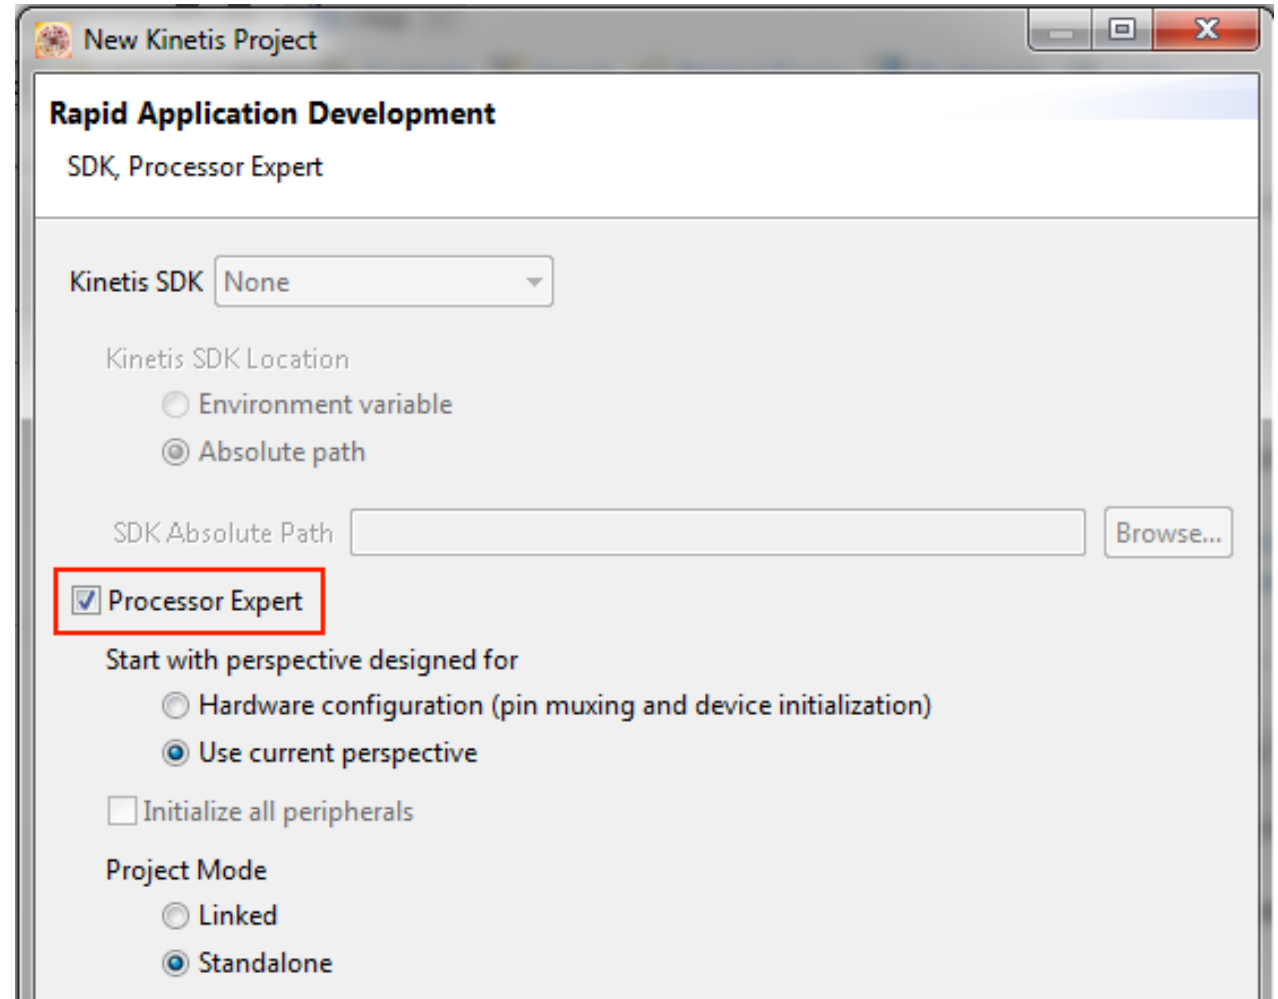 New Kinetis Project
Rapid Application Development
SDK, Processor Expert
Kinetis SDK None
Kinetis SDK Location
Environment variable
Absolute path
SDK Absolute Path Browse...
Processor Expert
Start with perspective designed for
Hardware configuration (pin muxing and device initialization)
Use current perspective
Initialize all peripherals
Project Mode
Linked
Standalone